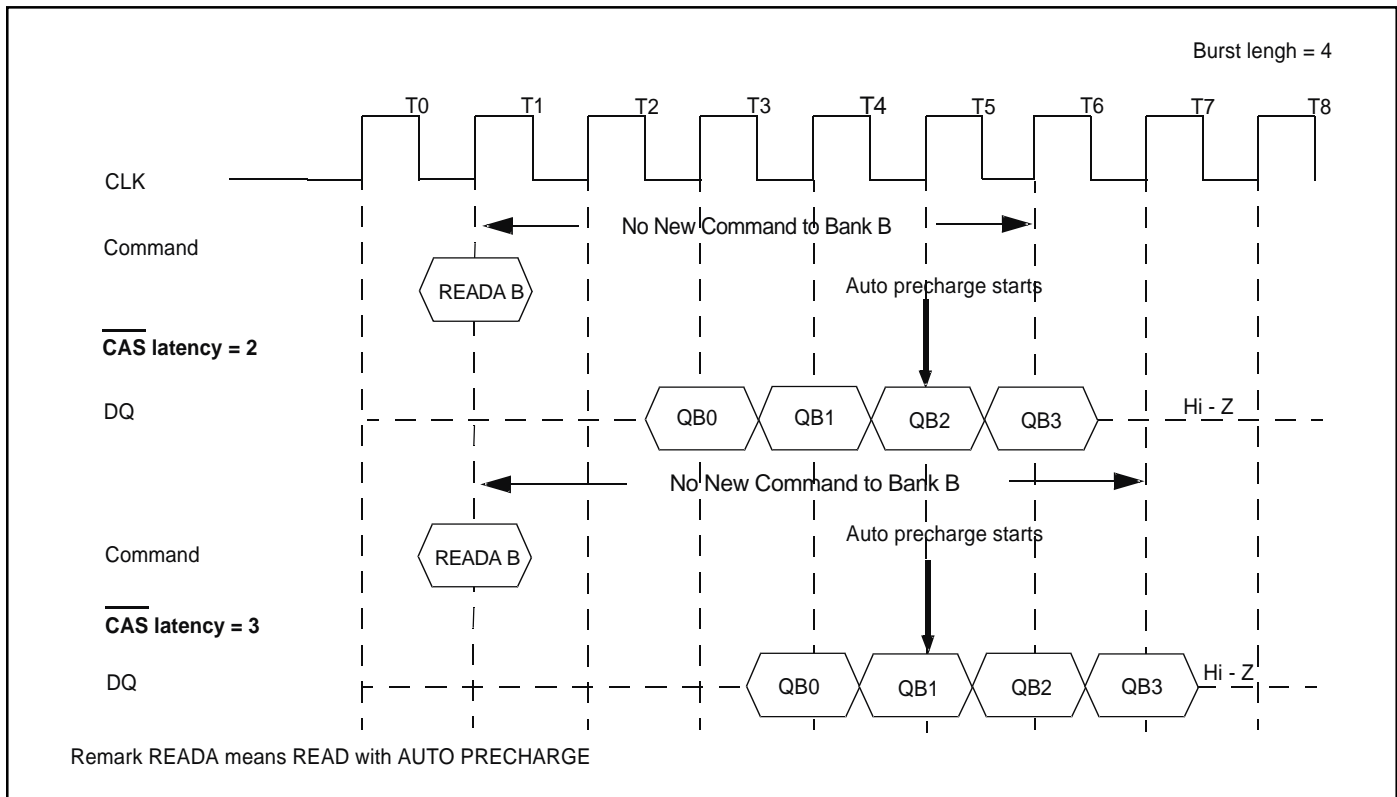 Burst lengh = 4
T0 T1 T2 T3 T4 T5 T6 T7 T8
CLK
No New Command to Bank B
Command
READA B
Auto precharge starts
CAS latency = 2
DQ
QB0 QB1 QB2 QB3 Hi - Z
No New Command to Bank B
Auto precharge starts
Command
READA B
CAS latency = 3
DQ
QB0 QB1 QB2 QB3 Hi - Z
Remark READA means READ with AUTO PRECHARGE